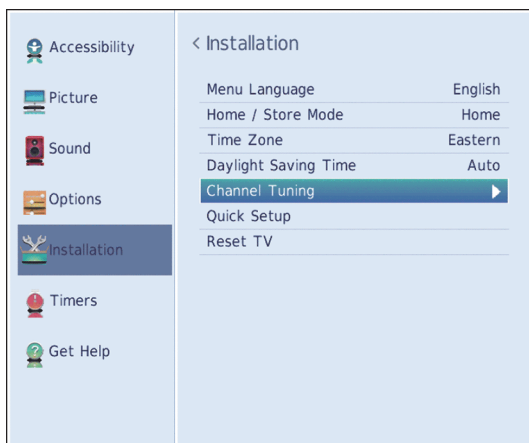 Accessibility
Picture
Sound
Options
Installation
Timers
Get Help
< Installation
Menu Language English
Home / Store Mode Home
Time Zone Eastern
Daylight Saving Time Auto
Channel Tuning
Quick Setup
Reset TV